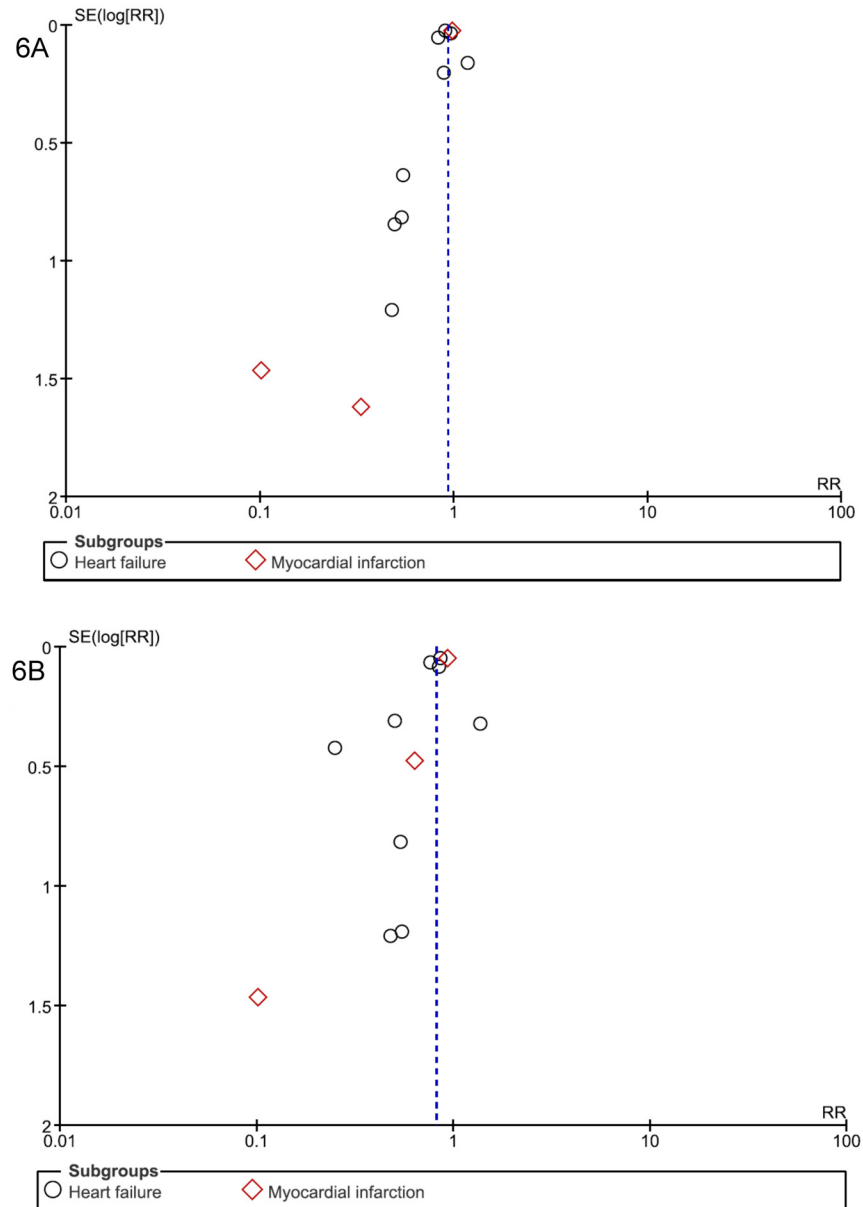 SE(log[RR])
6A
0
0.5
1
1.5
2
RR
0.01 0.1 1 10 100
Subgroups
Heart failure Myocardial infarction
SE(log[RR])
6B
0
0.5
1
1.5
2
RR
0.01 0.1 1 10 100
Subgroups
Heart failure Myocardial infarction